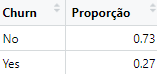 Churn Proporção
No 0.73
Yes 0.27